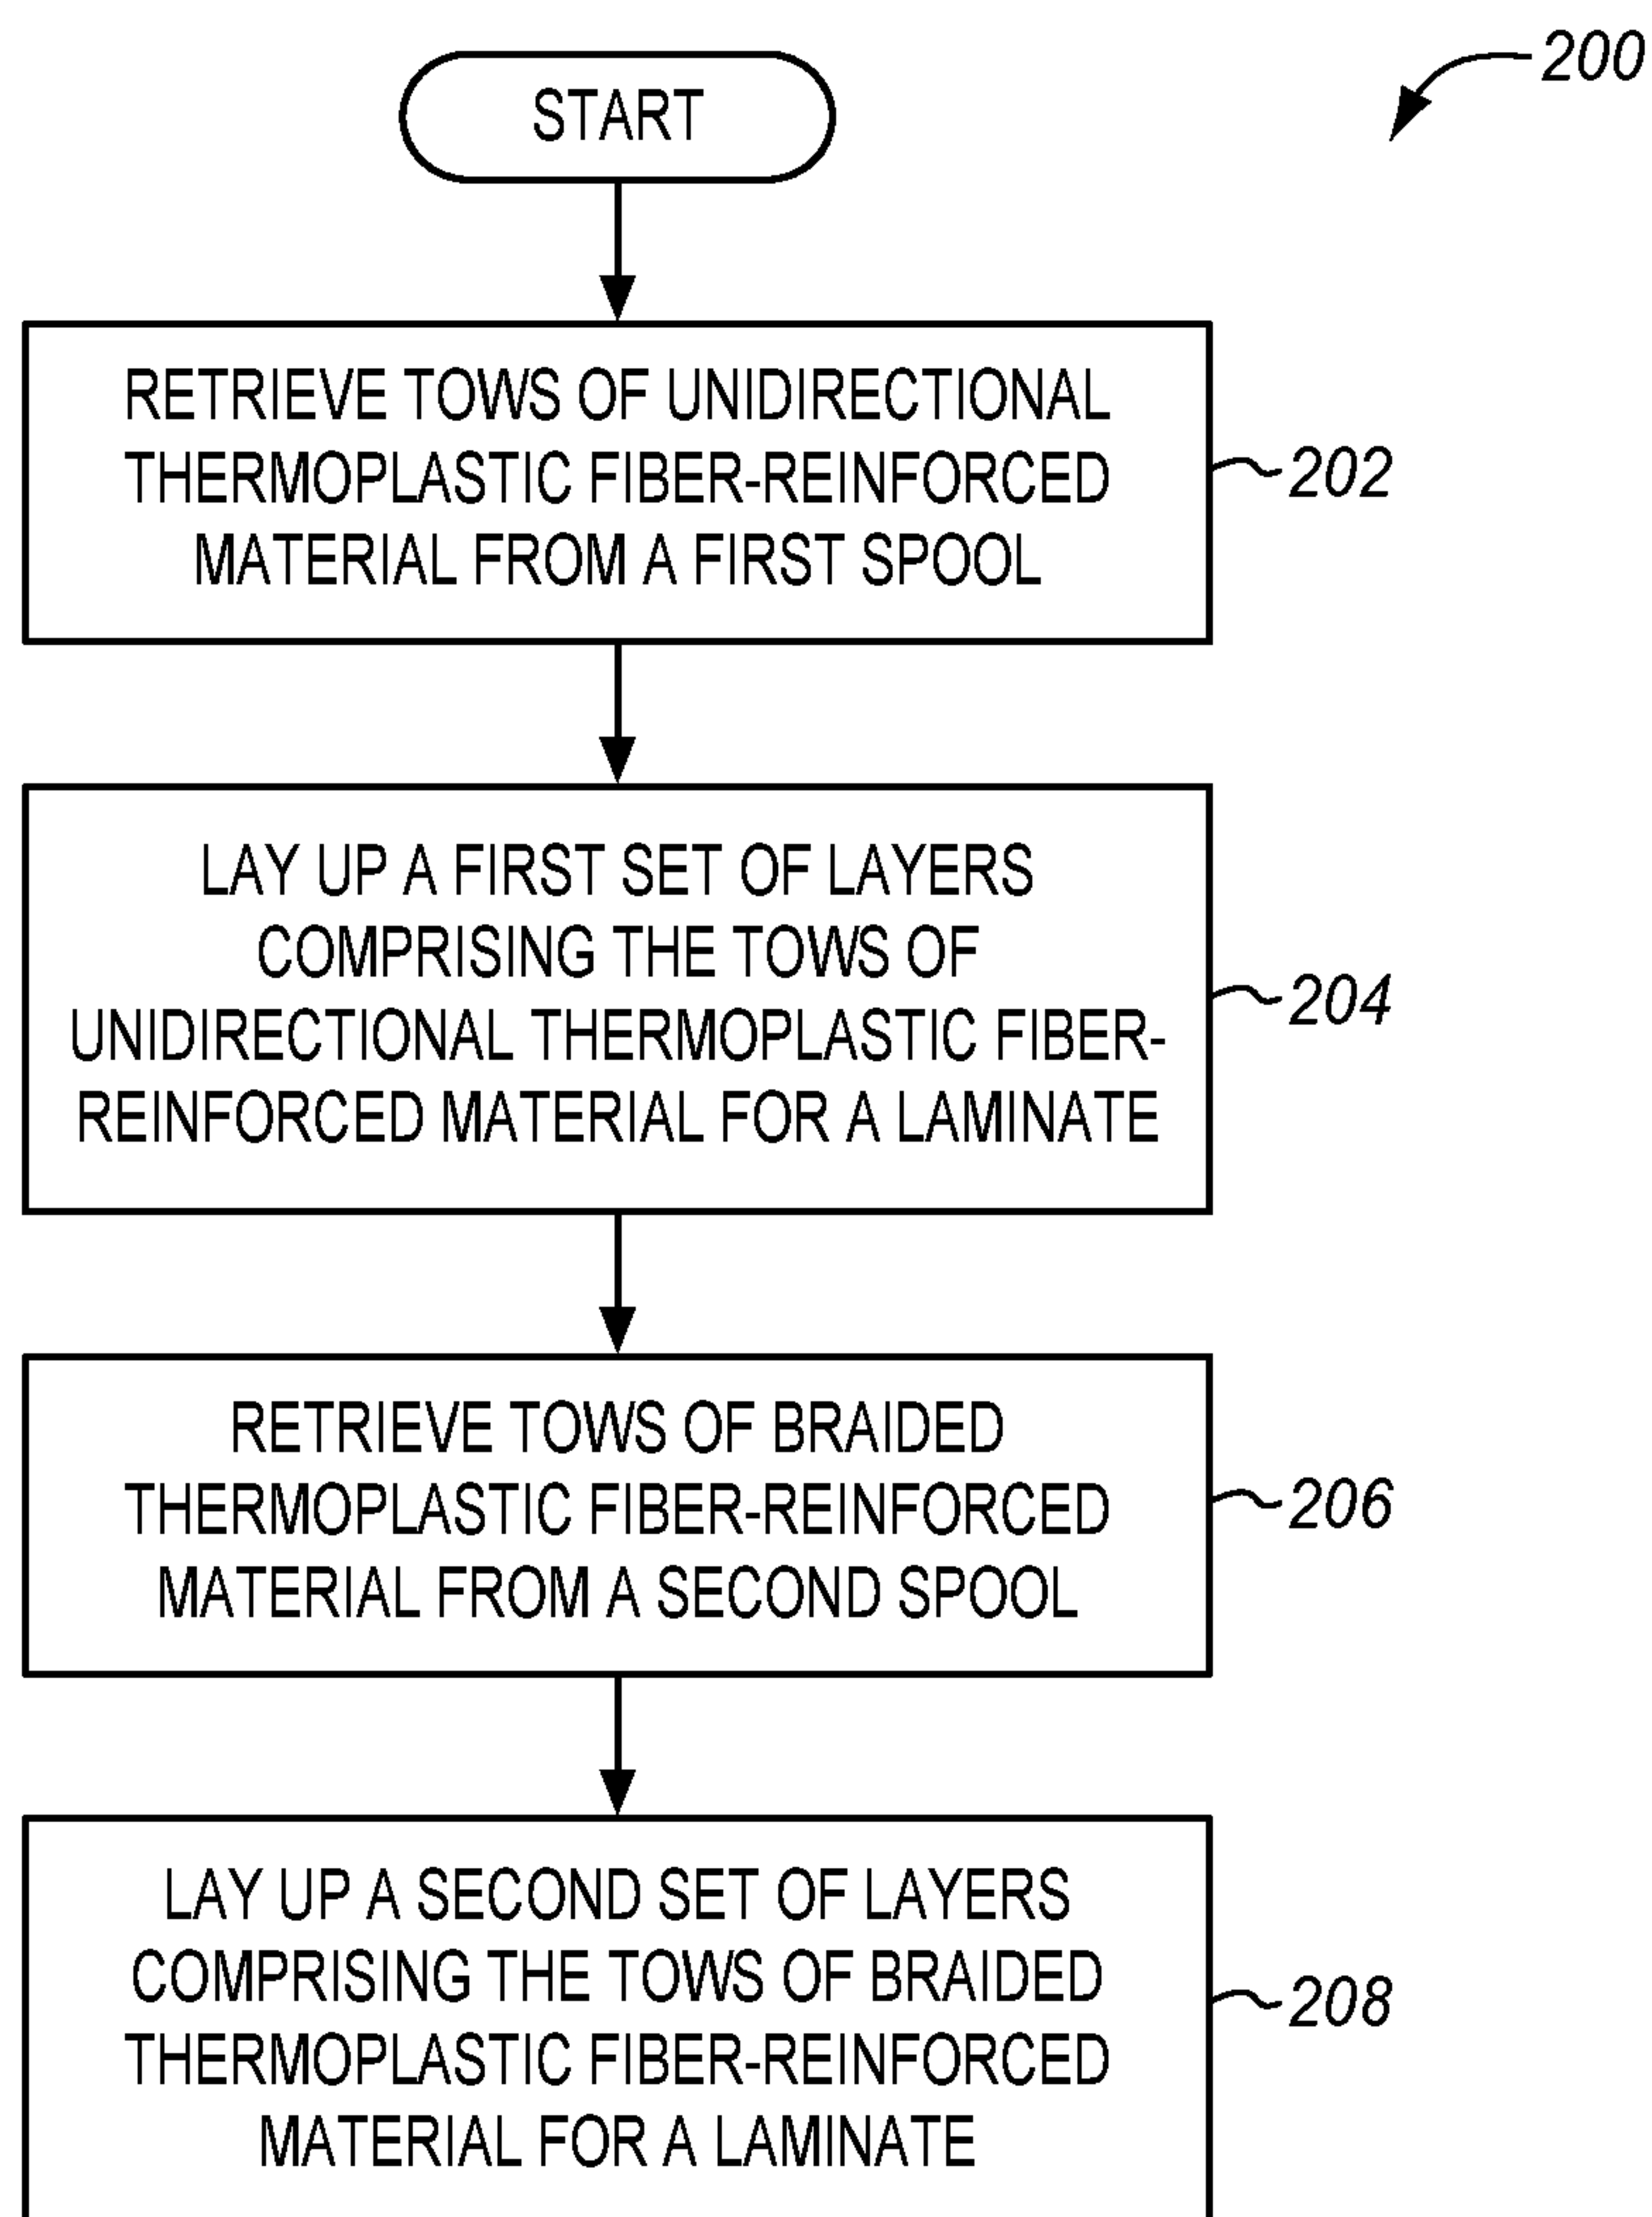 200
START
RETRIEVE TOWS OF UNIDIRECTIONAL
THERMOPLASTIC FIBER-REINFORCED
MATERIAL FROM A FIRST SPOOL
202
LAY UP A FIRST SET OF LAYERS
COMPRISING THE TOWS OF
UNIDIRECTIONAL THERMOPLASTIC FIBER-
REINFORCED MATERIAL FOR A LAMINATE
204
RETRIEVE TOWS OF BRAIDED
THERMOPLASTIC FIBER-REINFORCED
MATERIAL FROM A SECOND SPOOL
206
LAY UP A SECOND SET OF LAYERS
COMPRISING THE TOWS OF BRAIDED
THERMOPLASTIC FIBER-REINFORCED
MATERIAL FOR A LAMINATE
208